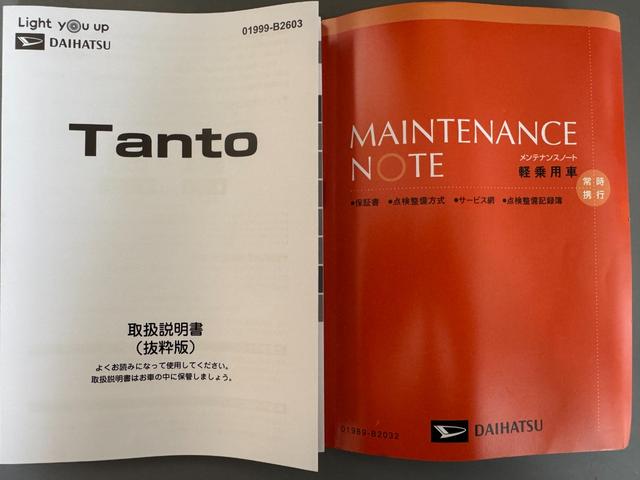 Light you up
DAIHATSU
01999-B2603
Tanto
取扱説明書
（抜粋版）
よくお読みになって使用してください。
取扱説明書はお車の中に保管しましょう。
MAINTENANCE
NOTE
メンテナンスノート
軽乗用車
常時
携行
●保証書 ●点検整備方式 ●サービス網 ●点検整備記録簿
01989-B2032
DAIHATSU